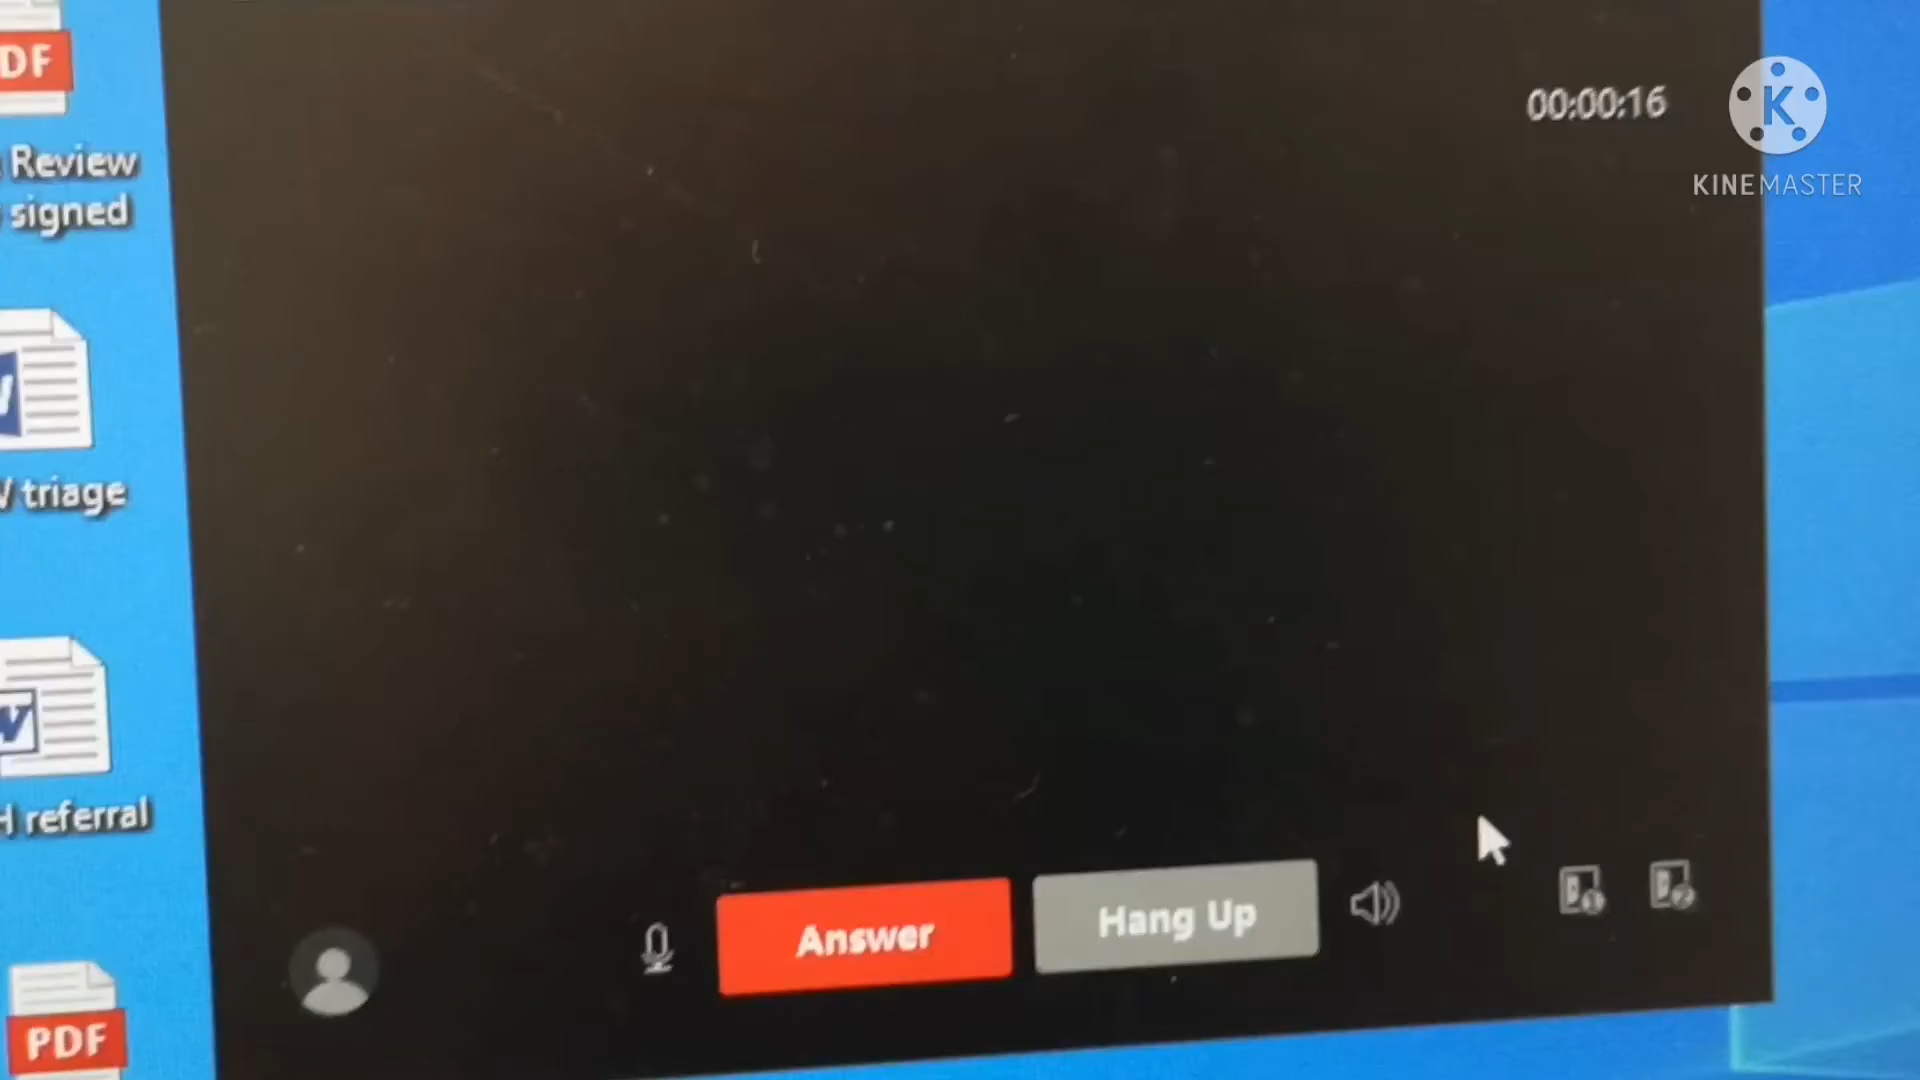 DF
Review
signed
triage
referral
PDF
00:00:16
K
KINEMASTER
Answer
Hang Up